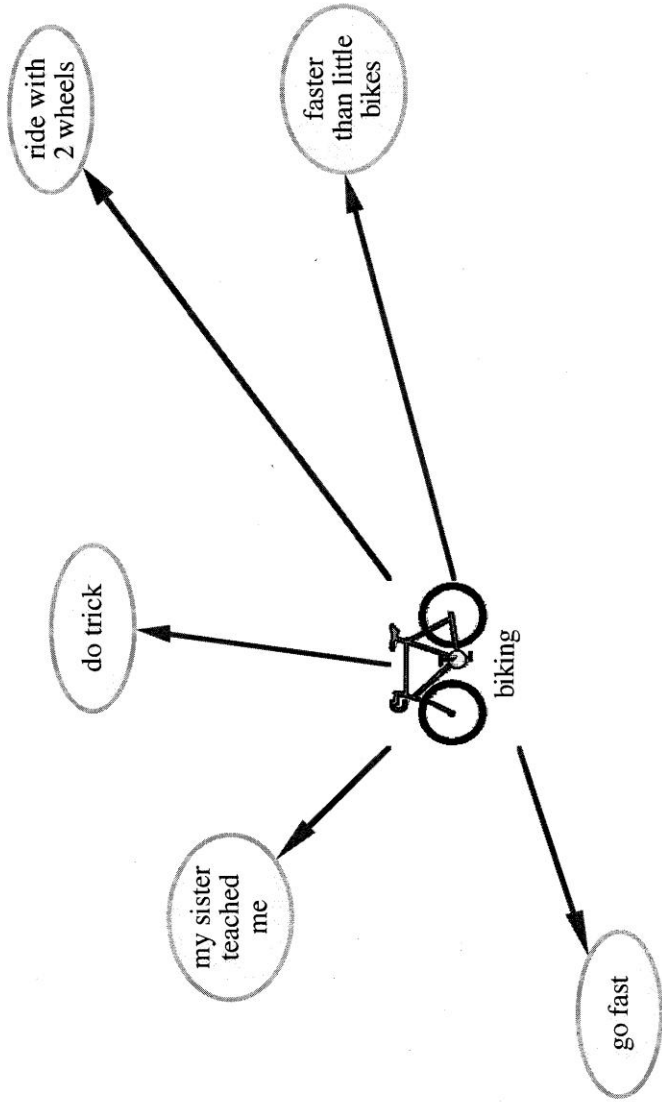 ride with
2 wheels
do trick
my sister
teached
me
faster
than little
bikes
biking
go fast